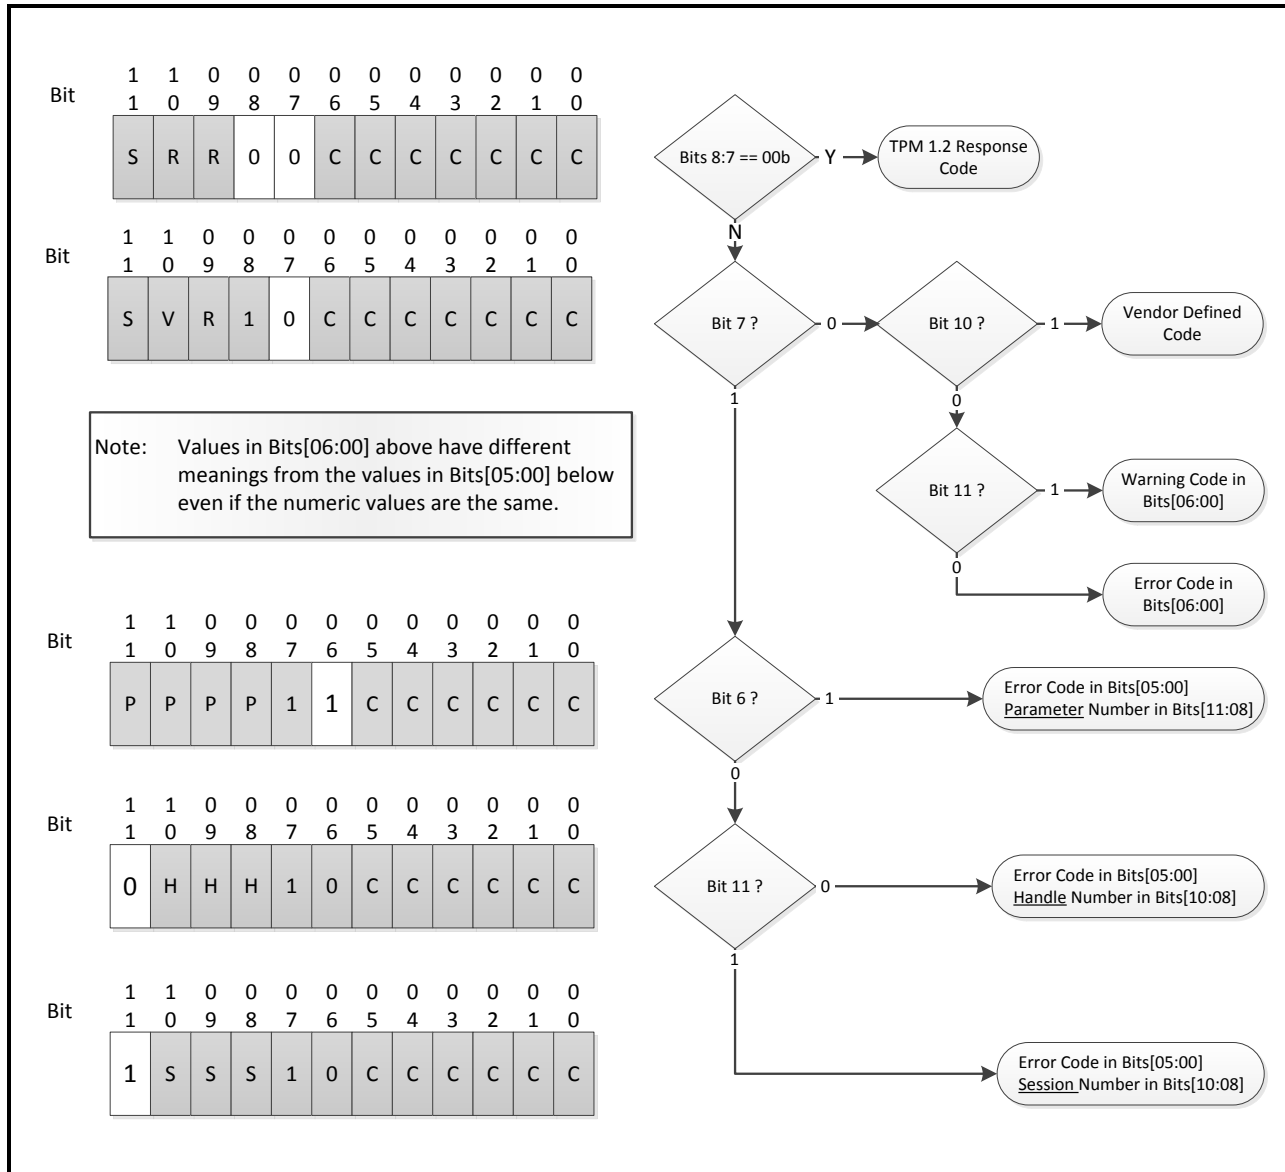 1 1 0 0 0 0 0 0 0 0 0 0
Bit
1 0 9 8 7 6 5 4 3 2 1 0
S R R 0 0 C C C C C C C
1 1 0 0 0 0 0 0 0 0 0 0
Bit
1 0 9 8 7 6 5 4 3 2 1 0
S V R 1 0 C C C C C C C
Note: Values in Bits[06:00] above have different
meanings from the values in Bits[05:00] below
even if the numeric values are the same.
1 1 0 0 0 0 0 0 0 0 0 0
Bit
1 0 9 8 7 6 5 4 3 2 1 0
P P P P 1 1 C C C C C C
1 1 0 0 0 0 0 0 0 0 0 0
Bit
1 0 9 8 7 6 5 4 3 2 1 0
0 H H H 1 0 C C C C C C
1 1 0 0 0 0 0 0 0 0 0 0
Bit
1 0 9 8 7 6 5 4 3 2 1 0
1 S S S 1 0 C C C C C C
Bits 8:7 == 00b
Y
TPM 1.2 Response
Code
N
Bit 7 ?
0
Bit 10 ?
1
Vendor Defined
Code
1
0
Bit 11 ?
1
Warning Code in
Bits[06:00]
0
Error Code in
Bits[06:00]
Bit 6 ?
1
Error Code in Bits[05:00]
Parameter Number in Bits[11:08]
0
Bit 11 ?
0
Error Code in Bits[05:00]
Handle Number in Bits[10:08]
1
Error Code in Bits[05:00]
Session Number in Bits[10:08]